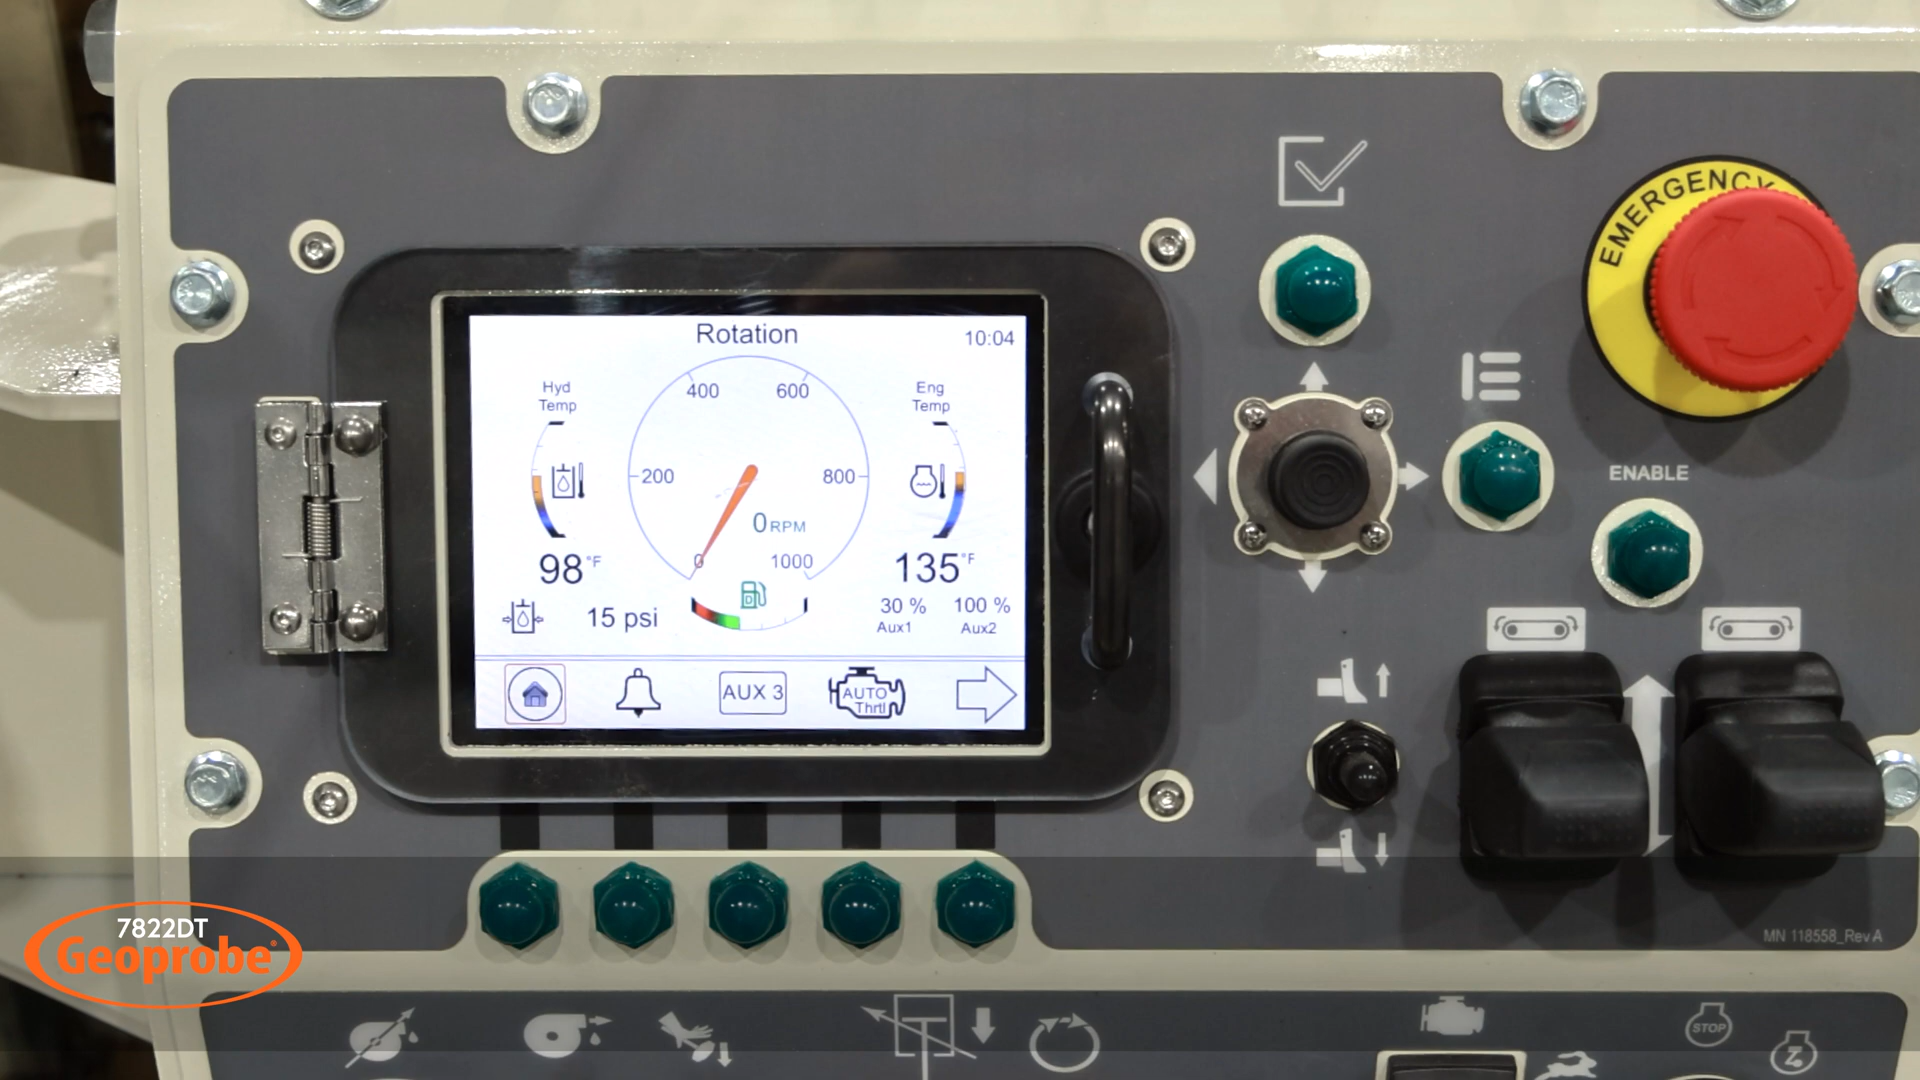 EMERGENCY
Rotation
10:04
Hyd
Temp
400
600
Eng
Temp
200
800
0 RPM
0
1000
98 °F
135 °F
15 psi
D
30 %
100 %
Aux1
Aux2
AUX 3
AUTO
Thrtl
ENABLE
MN 118558_Rev A
7822DT
Geoprobe®
STOP